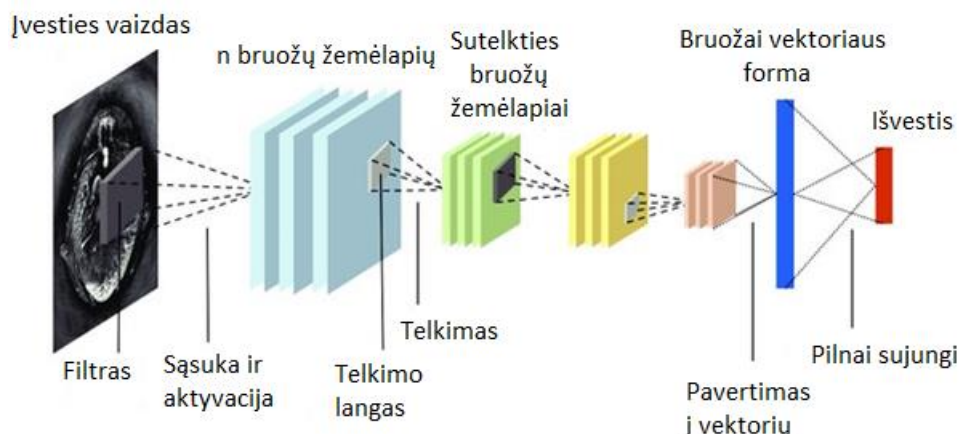 Įvesties vaizdas
n bruožų žemėlapių
Sutelkties
bruožų
žemėlapiai
Bruožai vektoriaus
forma
Išvestis
Filtras
Sąsuka ir
aktyvacija
Telkimo
langas
Telkimas
Pavertimas
į vektorių
Pilnai sujungi